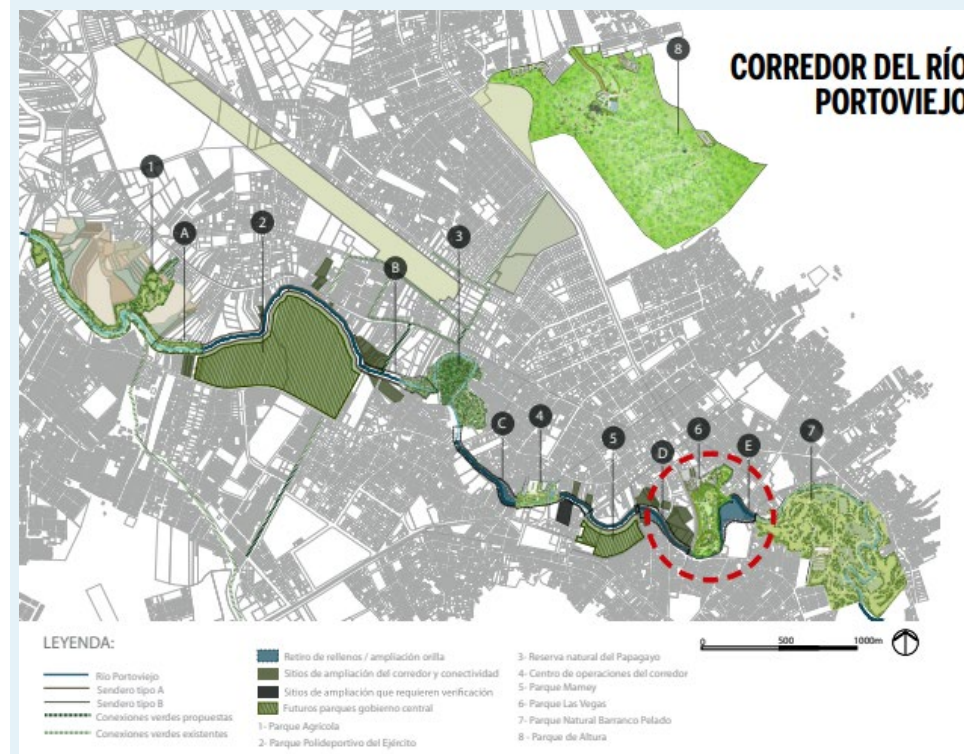 CORREDOR DEL RÍO
PORTOVIEJO
8
1
A
2
B
3
C
4
5
D
6
E
7
LEYENDA:
Río Portoviejo
Sendero tipo A
Sendero tipo B
Conexiones verdes propuestas
Conexiones verdes existentes
Retiro de rellenos / ampliación orilla
Sitios de ampliación del corredor y conectividad
Sitios de ampliación que requieren verificación
Futuros parques gobierno central
1- Parque Agrícola
2- Parque Polideportivo del Ejército
3- Reserva natural del Papagayo
4- Centro de operaciones del corredor
5- Parque Mamey
6- Parque Las Vegas
7- Parque Natural Barranco Pelado
8 - Parque de Altura
0 500 1000m